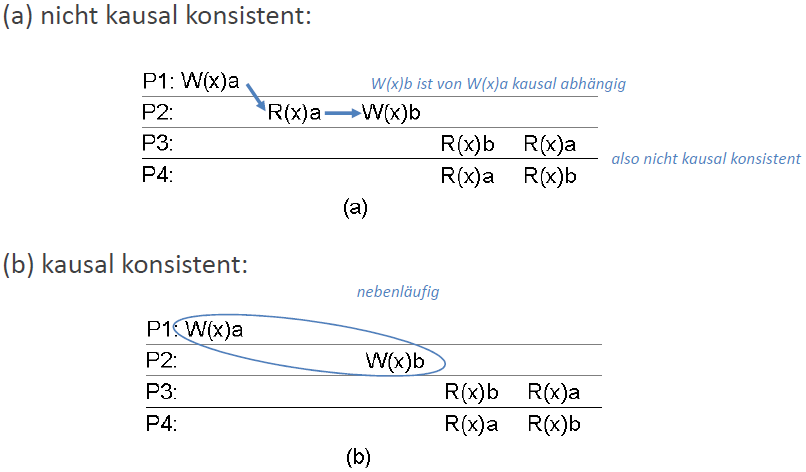 (a) nicht kausal konsistent:
P1: W(x)a W(x)b ist von W(x)a kausal abhängig
P2: R(x)a W(x)b
P3: R(x)b R(x)a
also nicht kausal konsistent
P4: R(x)a R(x)b
(a)
(b) kausal konsistent:
nebenläufig
P1: W(x)a
P2: W(x)b
P3: R(x)b R(x)a
P4: R(x)a R(x)b
(b)